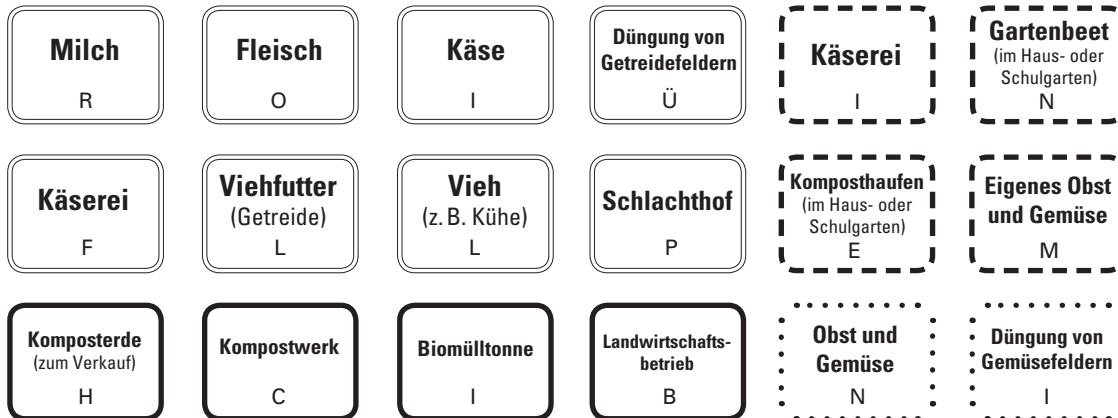 Milch
R
Fleisch
O
Käse
I
Düngung von
Getreidefeldern
Ü
Käserei
I
Gartenbeet
(im Haus- oder
Schulgarten)
N
Käserei
F
Viehfutter
(Getreide)
L
Vieh
(z. B. Kühe)
L
Schlachthof
P
Komposthaufen
(im Haus- oder
Schulgarten)
E
Eigenes Obst
und Gemüse
M
Komposterde
(zum Verkauf)
H
Kompostwerk
C
Biomülltonne
I
Landwirtschafts-
betrieb
B
Obst und
Gemüse
N
Düngung von
Gemüsefeldern
I